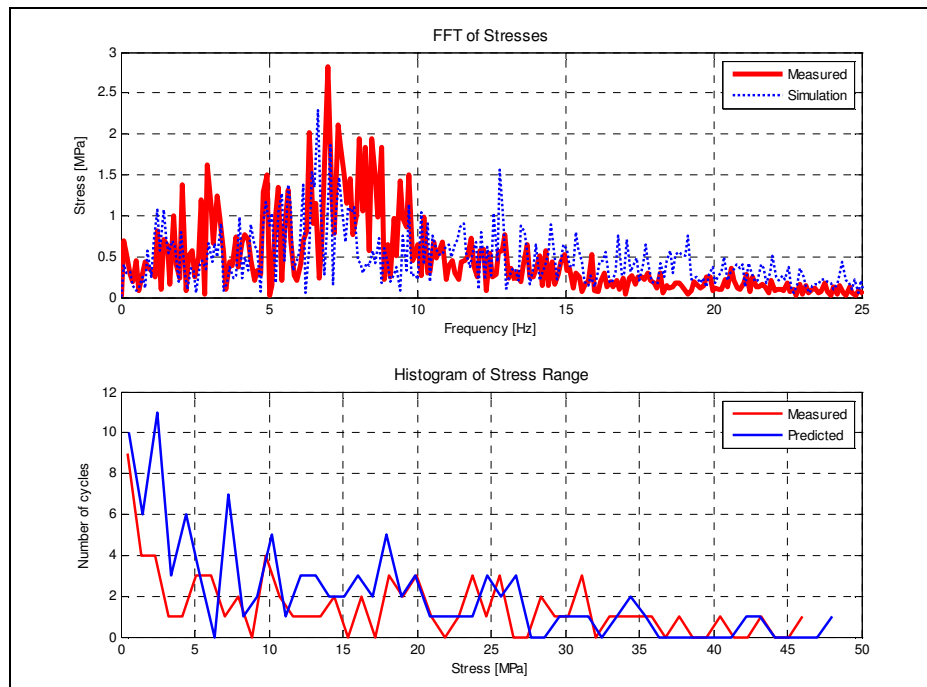 FFT of Stresses
3
2.5
2
1.5
1
0.5
0
Stress [MPa]
Measured
Simulation
0 5 10 15 20 25
Frequency [Hz]
Histogram of Stress Range
12
10
8
6
4
2
0
Number of cycles
Measured
Predicted
0 5 10 15 20 25 30 35 40 45 50
Stress [MPa]